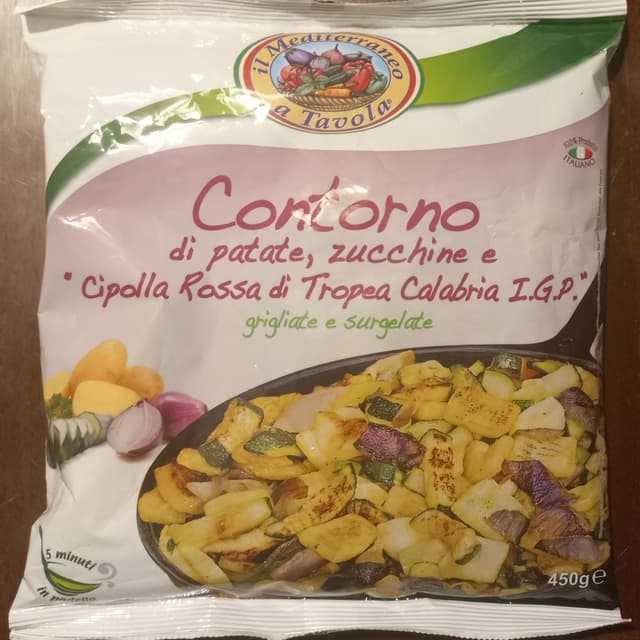 il Mediterraneo
a Tavola
100% Prodotto
ITALIANO
Contorno
di patate, zucchine e
"Cipolla Rossa di Tropea Calabria I.G.P."
grigliate e surgelate
5 minuti
in padella
450g e